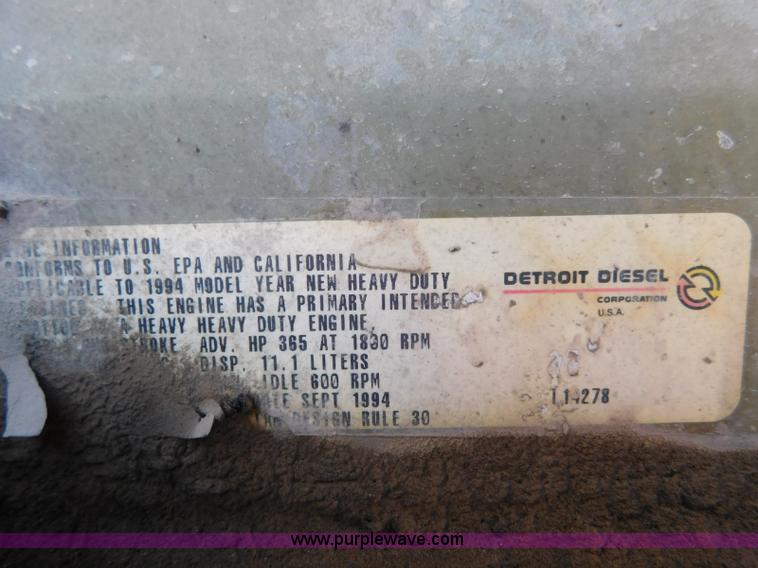 INFORMATION
CONFORMS TO U.S. EPA AND CALIFORNIA
APPLICABLE TO 1994 MODEL YEAR NEW HEAVY DUTY
THIS ENGINE HAS A PRIMARY INTENDED
A HEAVY HEAVY DUTY ENGINE.
ADV. HP 365 AT 1800 RPM
DISP. 11.1 LITERS
IDLE 600 RPM
SEPT 1994
DESIGN RULE 30
DETROIT DIESEL
CORPORATION
U.S.A.
T14278
www.purplewave.com